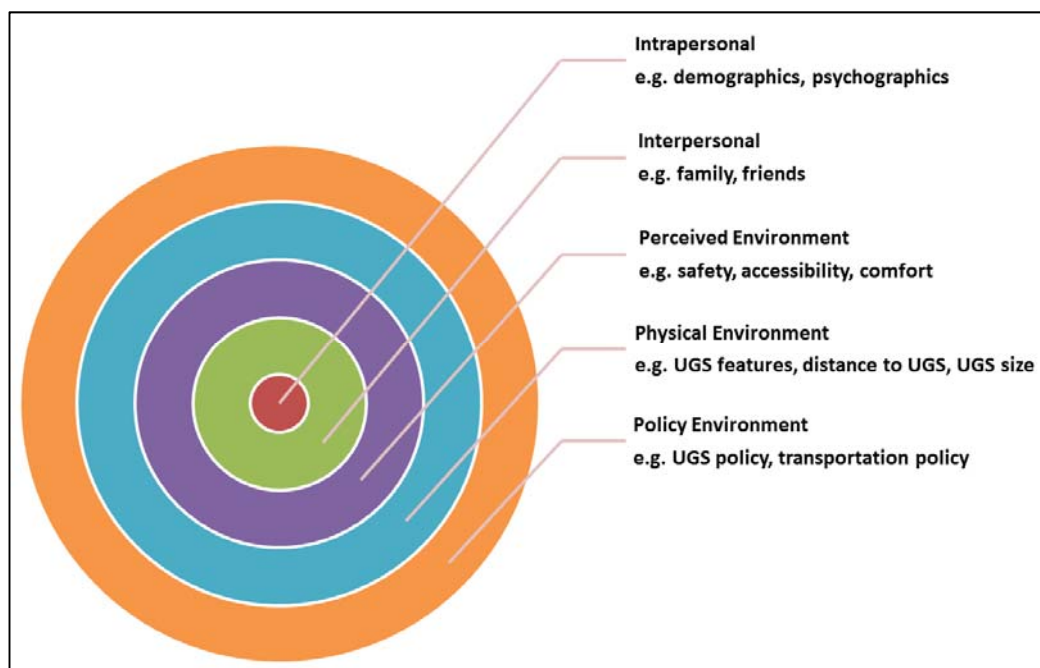 Intrapersonal
e.g. demographics, psychographics
Interpersonal
e.g. family, friends
Perceived Environment
e.g. safety, accessibility, comfort
Physical Environment
e.g. UGS features, distance to UGS, UGS size
Policy Environment
e.g. UGS policy, transportation policy